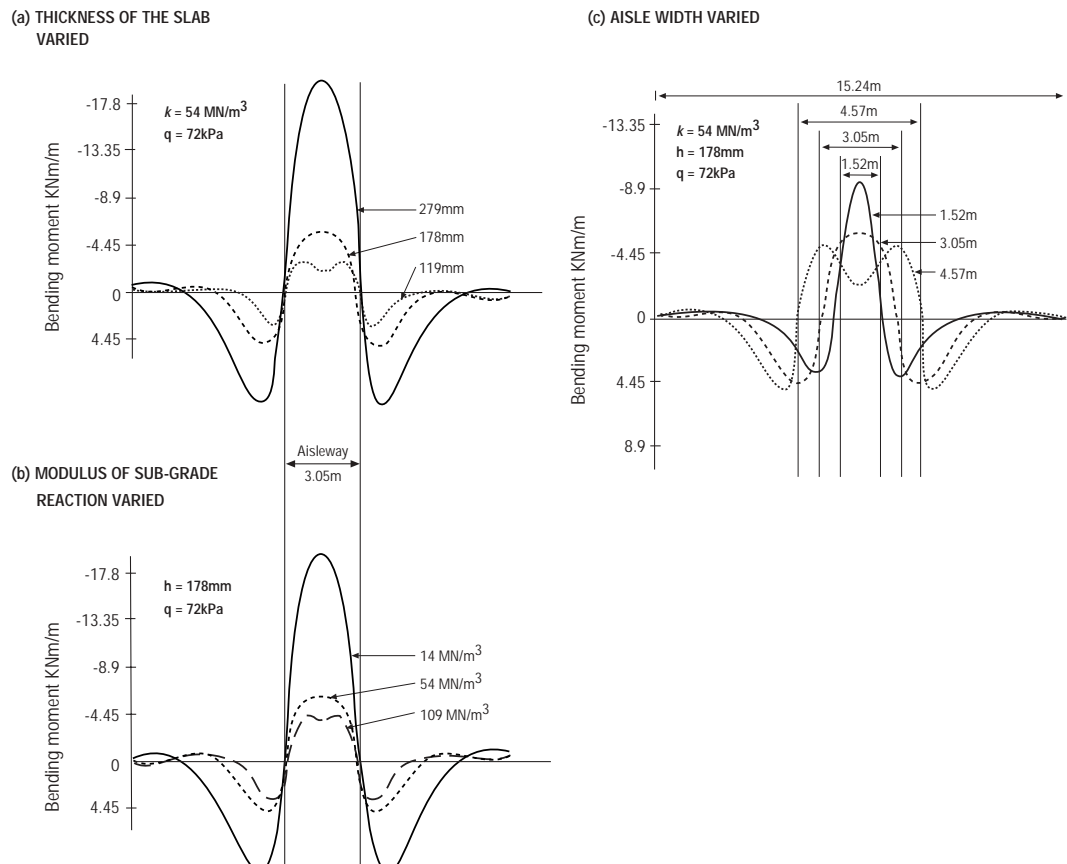 (a) THICKNESS OF THE SLAB
VARIED
-17.8
-13.35
-8.9
-4.45
0
4.45
Bending moment KNm/m
k = 54 MN/m3
q = 72kPa
279mm
178mm
119mm
Aisleway
3.05m
(b) MODULUS OF SUB-GRADE
REACTION VARIED
-17.8
-13.35
-8.9
-4.45
0
4.45
Bending moment KNm/m
h = 178mm
q = 72kPa
14 MN/m3
54 MN/m3
109 MN/m3
(c) AISLE WIDTH VARIED
15.24m
4.57m
3.05m
1.52m
-13.35
-8.9
-4.45
0
4.45
8.9
Bending moment KNm/m
k = 54 MN/m3
h = 178mm
q = 72kPa
1.52m
3.05m
4.57m